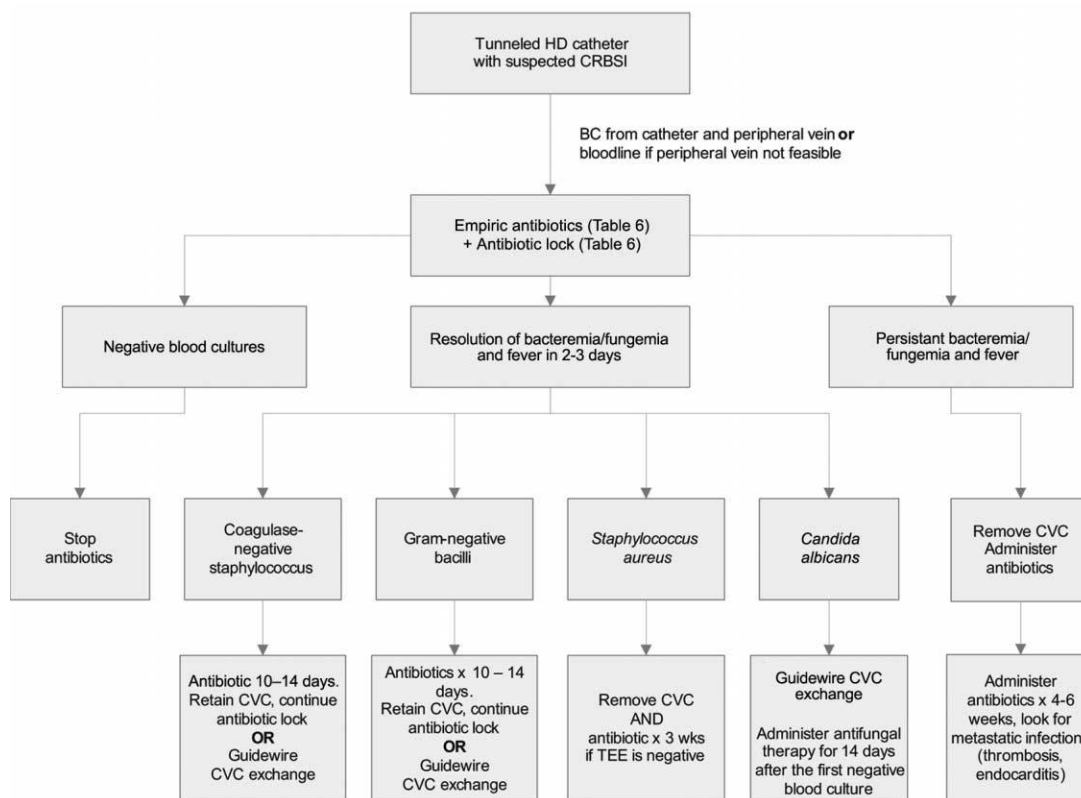 Tunneled HD catheter
with suspected CRBSI
BC from catheter and peripheral vein or
bloodline if peripheral vein not feasible
Empiric antibiotics (Table 6)
+ Antibiotic lock (Table 6)
Negative blood cultures
Resolution of bacteremia/fungemia
and fever in 2-3 days
Persistant bacteremia/
fungemia and fever
Stop
antibiotics
Coagulase-
negative
staphylococcus
Gram-negative
bacilli
Staphylococcus
aureus
Candida
albicans
Remove CVC
Administer
antibiotics
Antibiotic 10–14 days.
Retain CVC, continue
antibiotic lock
OR
Guidewire
CVC exchange
Antibiotics x 10 – 14
days.
Retain CVC, continue
antibiotic lock
OR
Guidewire
CVC exchange
Remove CVC
AND
antibiotic x 3 wks
if TEE is negative
Guidewire CVC
exchange
Administer antifungal
therapy for 14 days
after the first negative
blood culture
Administer
antibiotics x 4-6
weeks, look for
metastatic infection
(thrombosis,
endocarditis)